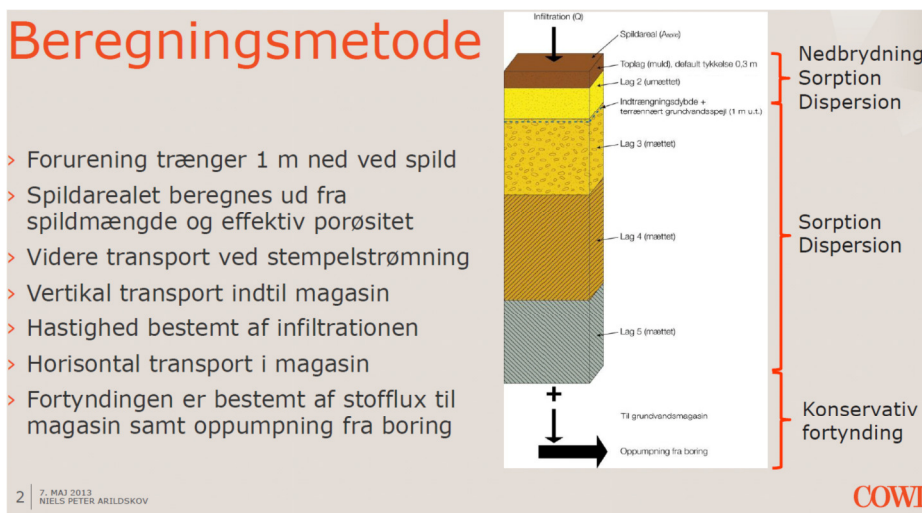 Beregningsmetode
› Forurening trænger 1 m ned ved spild
› Spildarealet beregnes ud fra
spildmængde og effektiv porøsitet
› Videre transport ved stempelstrømning
› Vertikal transport indtil magasin
› Hastighed bestemt af infiltrationen
› Horisontal transport i magasin
› Fortyndingen er bestemt af stofflux til
magasin samt oppumpning fra boring
Infiltration (Q)
Spildareal
Toplag (muld), default tykkelse 0,3 m
Lag 2 (umættet)
Indtrængningsdybde +
terrænnært grundvandsspejl (1 m u.t.)
Lag 3 (mættet)
Lag 4 (mættet)
Lag 5 (mættet)
+
Til grundvandsmagasin
Oppumpning fra boring
Nedbrydning
Sorption
Dispersion
Sorption
Dispersion
Konservativ
fortynding
2
7. MAJ 2013
NIELS PETER ARILDSKOV
COWI